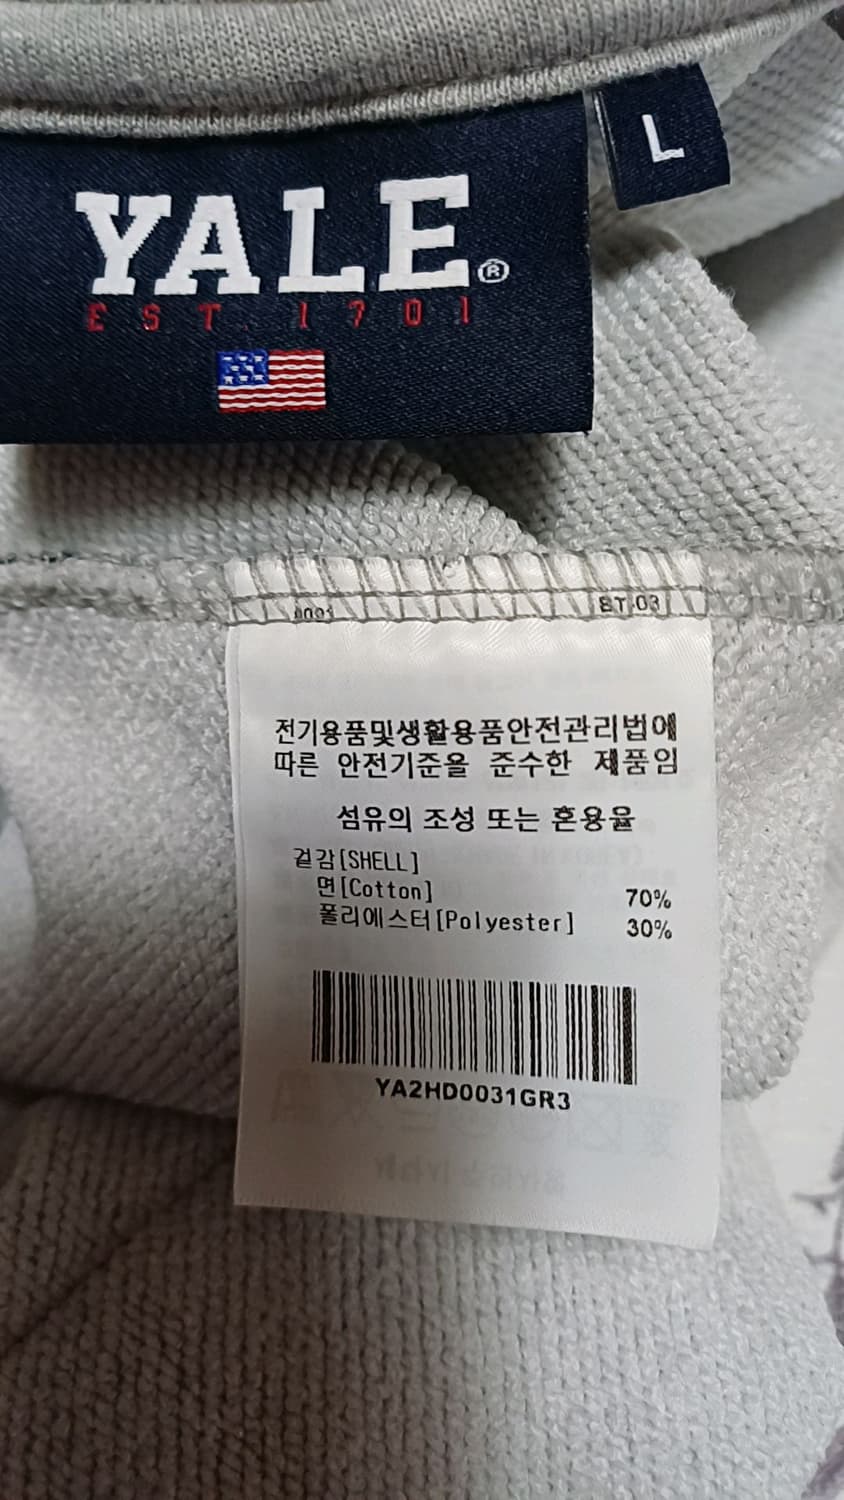 YALE®
EST. 1701
L
ST.03
전기용품및생활용품안전관리법에
따른 안전기준을 준수한 제품임
섬유의 조성 또는 혼용율
겉감[SHELL]
면[Cotton] 70%
폴리에스터[Polyester] 30%
YA2HD0031GR3